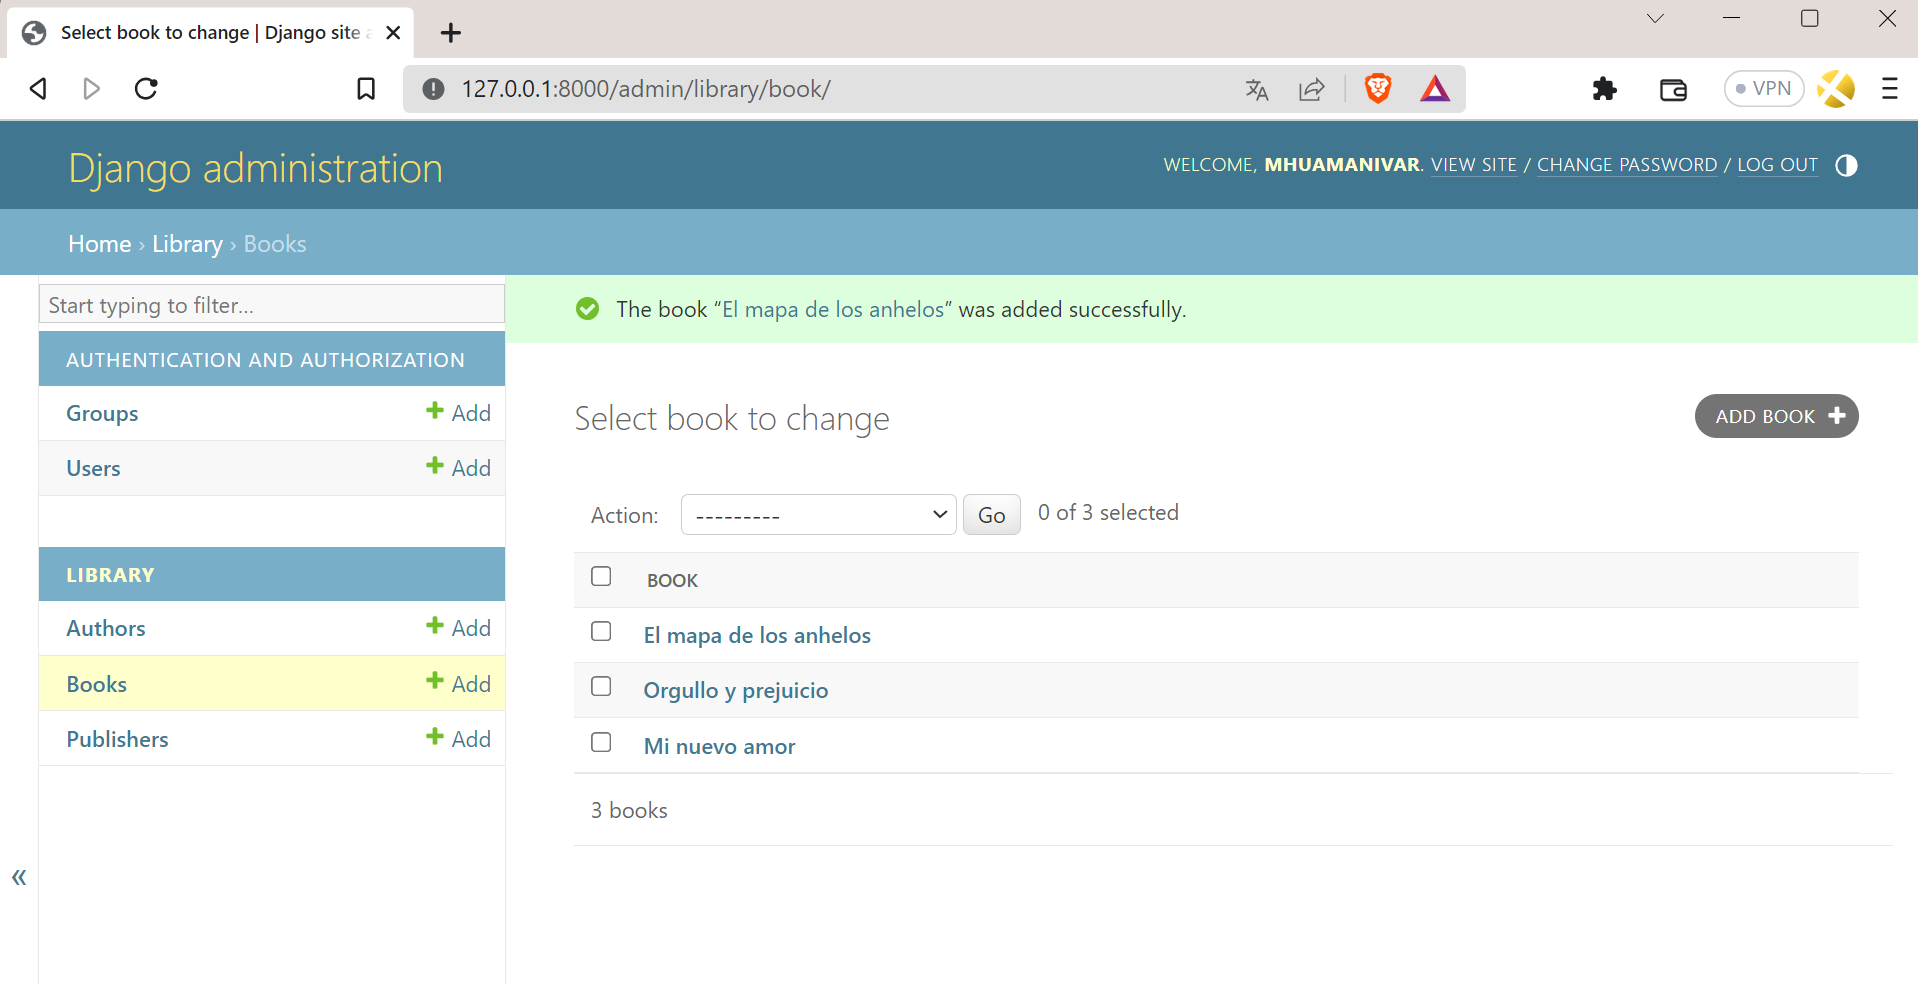 Select book to change | Django site
127.0.0.1:8000/admin/library/book/
VPN
Django administration
WELCOME, MHUAMANIVAR. VIEW SITE / CHANGE PASSWORD / LOG OUT
Home › Library › Books
Start typing to filter...
The book “El mapa de los anhelos” was added successfully.
AUTHENTICATION AND AUTHORIZATION
Groups Add
Users Add
LIBRARY
Authors Add
Books Add
Publishers Add
«
Select book to change
ADD BOOK
Action: --------- Go 0 of 3 selected
BOOK
El mapa de los anhelos
Orgullo y prejuicio
Mi nuevo amor
3 books